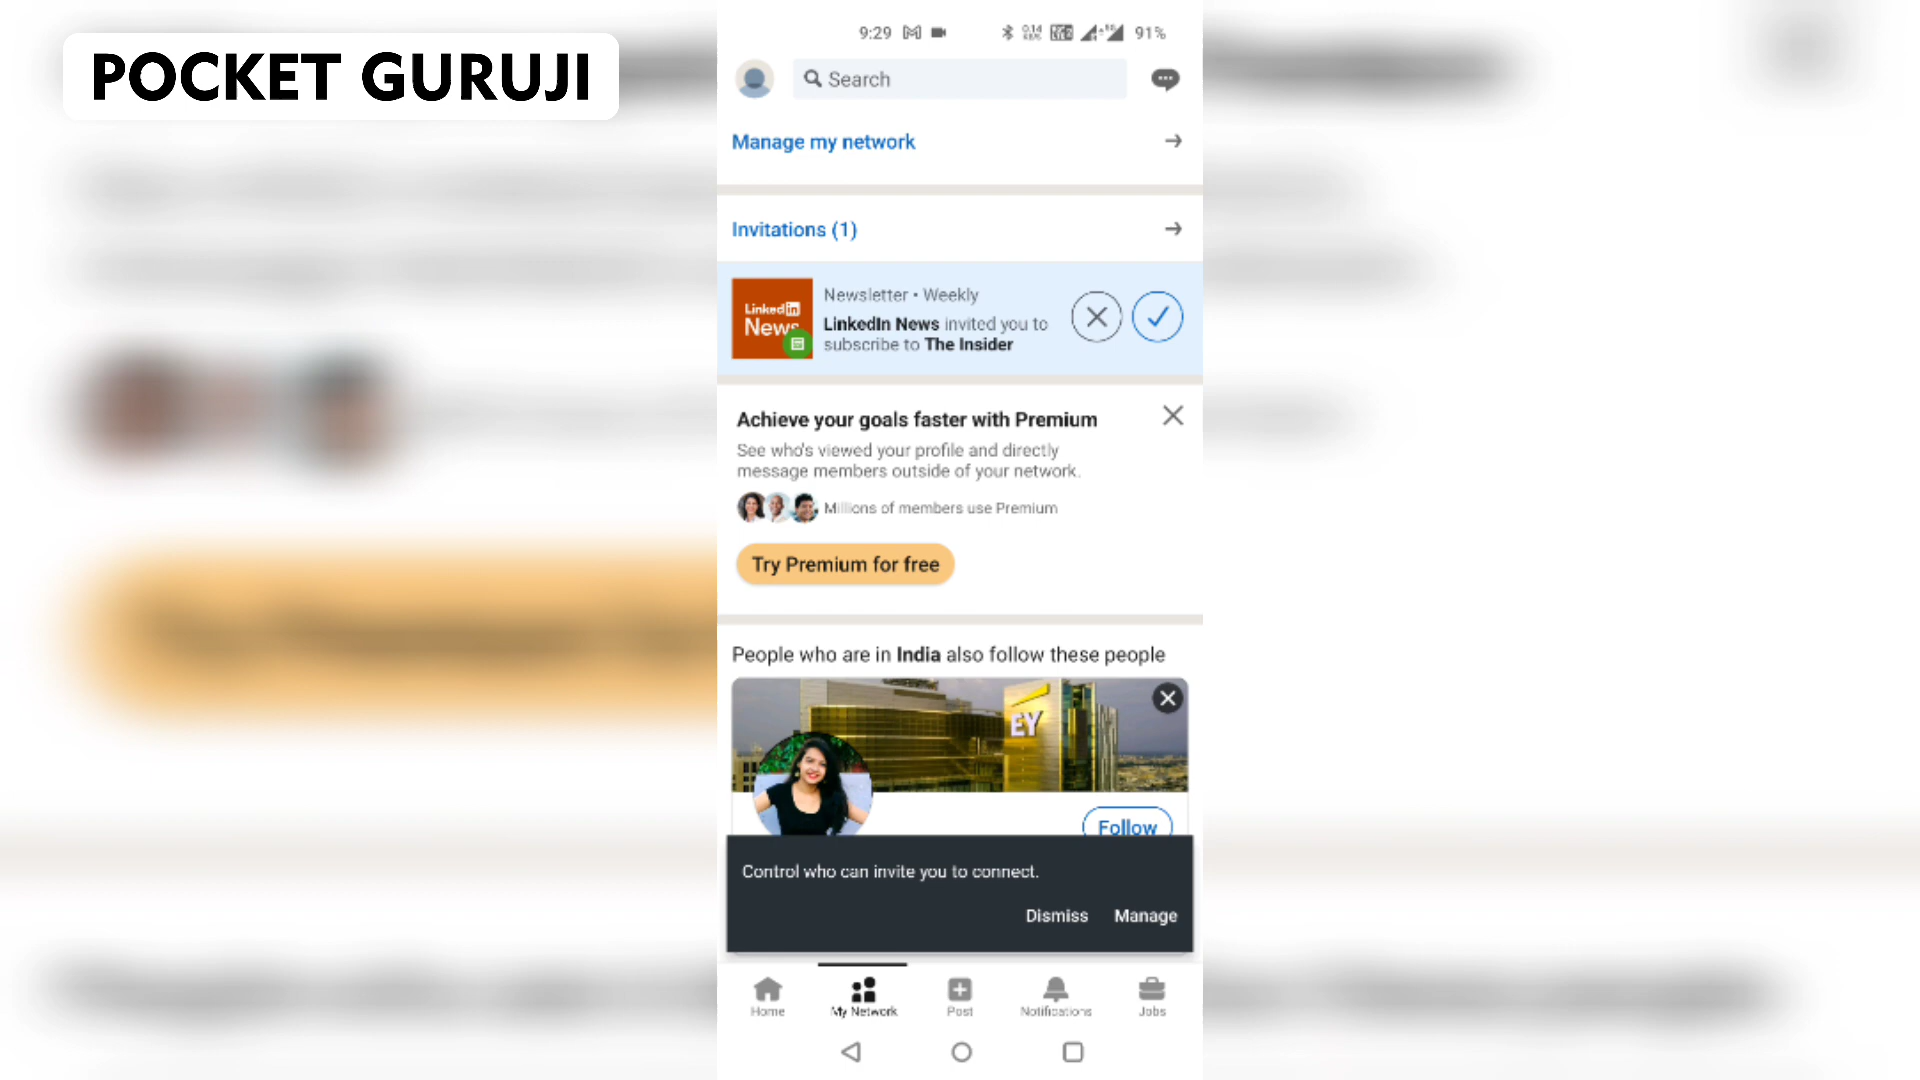 POCKET GURUJI
9:29
91%
Search
Manage my network
Invitations (1)
Linked in
News
Newsletter • Weekly
LinkedIn News invited you to
subscribe to The Insider
Achieve your goals faster with Premium
See who's viewed your profile and directly
message members outside of your network.
Millions of members use Premium
Try Premium for free
People who are in India also follow these people
EY
Follow
Control who can invite you to connect.
Dismiss Manage
Home My Network Post Notifications Jobs